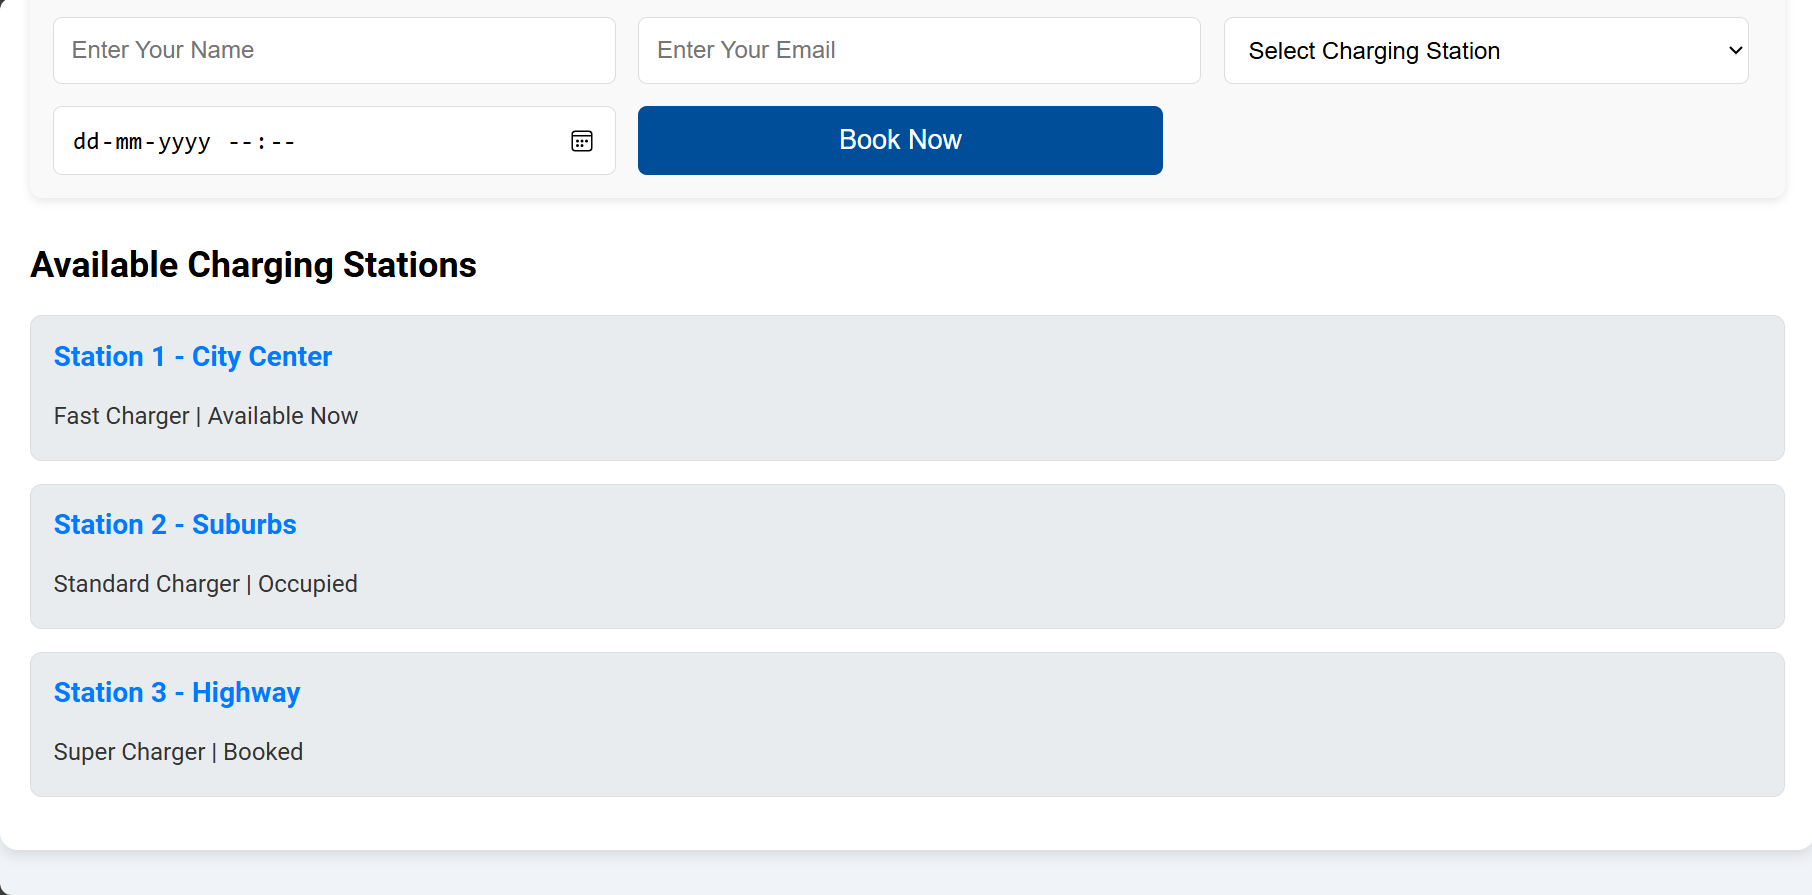 Enter Your Name
Enter Your Email
Select Charging Station
dd-mm-yyyy --:--
Book Now
Available Charging Stations
Station 1 - City Center
Fast Charger | Available Now
Station 2 - Suburbs
Standard Charger | Occupied
Station 3 - Highway
Super Charger | Booked